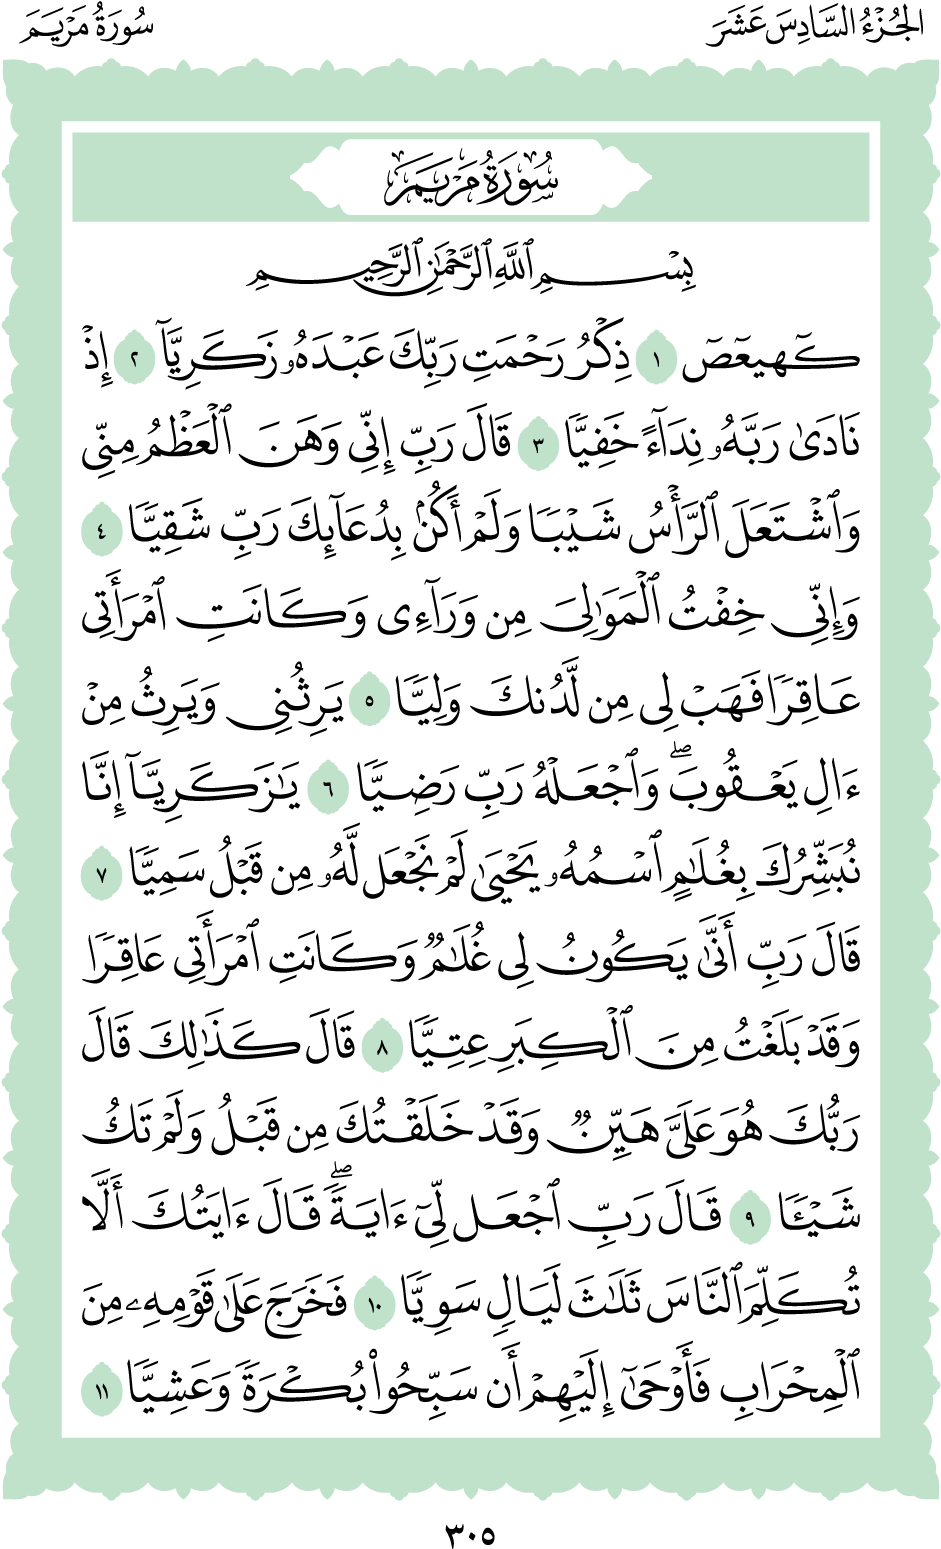 الجُزْءُ السَّادِسَ عَشَرَ
سُورَةُ مَرْيَمَ
سُورَةُ مَرْيَمَ
بِسْمِ ٱللَّهِ ٱلرَّحْمَٰنِ ٱلرَّحِيمِ
كٓهيعٓصٓ ١ ذِكْرُ رَحْمَتِ رَبِّكَ عَبْدَهُۥ زَكَرِيَّآ ٢ إِذْ
نَادَىٰ رَبَّهُۥ نِدَآءً خَفِيًّا ٣ قَالَ رَبِّ إِنِّي وَهَنَ ٱلْعَظْمُ مِنِّي
وَٱشْتَعَلَ ٱلرَّأْسُ شَيْبًا وَلَمْ أَكُنۢ بِدُعَآئِكَ رَبِّ شَقِيًّا ٤
وَإِنِّي خِفْتُ ٱلْمَوَٰلِيَ مِن وَرَآءِى وَكَانَتِ ٱمْرَأَتِي
عَاقِرًا فَهَبْ لِي مِن لَّدُنكَ وَلِيًّا ٥ يَرِثُنِي وَيَرِثُ مِنْ
ءَالِ يَعْقُوبَۖ وَٱجْعَلْهُ رَبِّ رَضِيًّا ٦ يَٰزَكَرِيَّآ إِنَّا
نُبَشِّرُكَ بِغُلَٰمٍ ٱسْمُهُۥ يَحْيَىٰ لَمْ نَجْعَل لَّهُۥ مِن قَبْلُ سَمِيًّا ٧
قَالَ رَبِّ أَنَّىٰ يَكُونُ لِي غُلَٰمٌ وَكَانَتِ ٱمْرَأَتِي عَاقِرًا
وَقَدْ بَلَغْتُ مِنَ ٱلْكِبَرِ عِتِيًّا ٨ قَالَ كَذَٰلِكَ قَالَ
رَبُّكَ هُوَ عَلَيَّ هَيِّنٌ وَقَدْ خَلَقْتُكَ مِن قَبْلُ وَلَمْ تَكُ
شَيْـًٔا ٩ قَالَ رَبِّ ٱجْعَل لِّيٓ ءَايَةًۖ قَالَ ءَايَتُكَ أَلَّا
تُكَلِّمَ ٱلنَّاسَ ثَلَٰثَ لَيَالٍ سَوِيًّا ١٠ فَخَرَجَ عَلَىٰ قَوْمِهِۦ مِنَ
ٱلْمِحْرَابِ فَأَوْحَىٰٓ إِلَيْهِمْ أَن سَبِّحُوا۟ بُكْرَةً وَعَشِيًّا ١١
٣٠٥